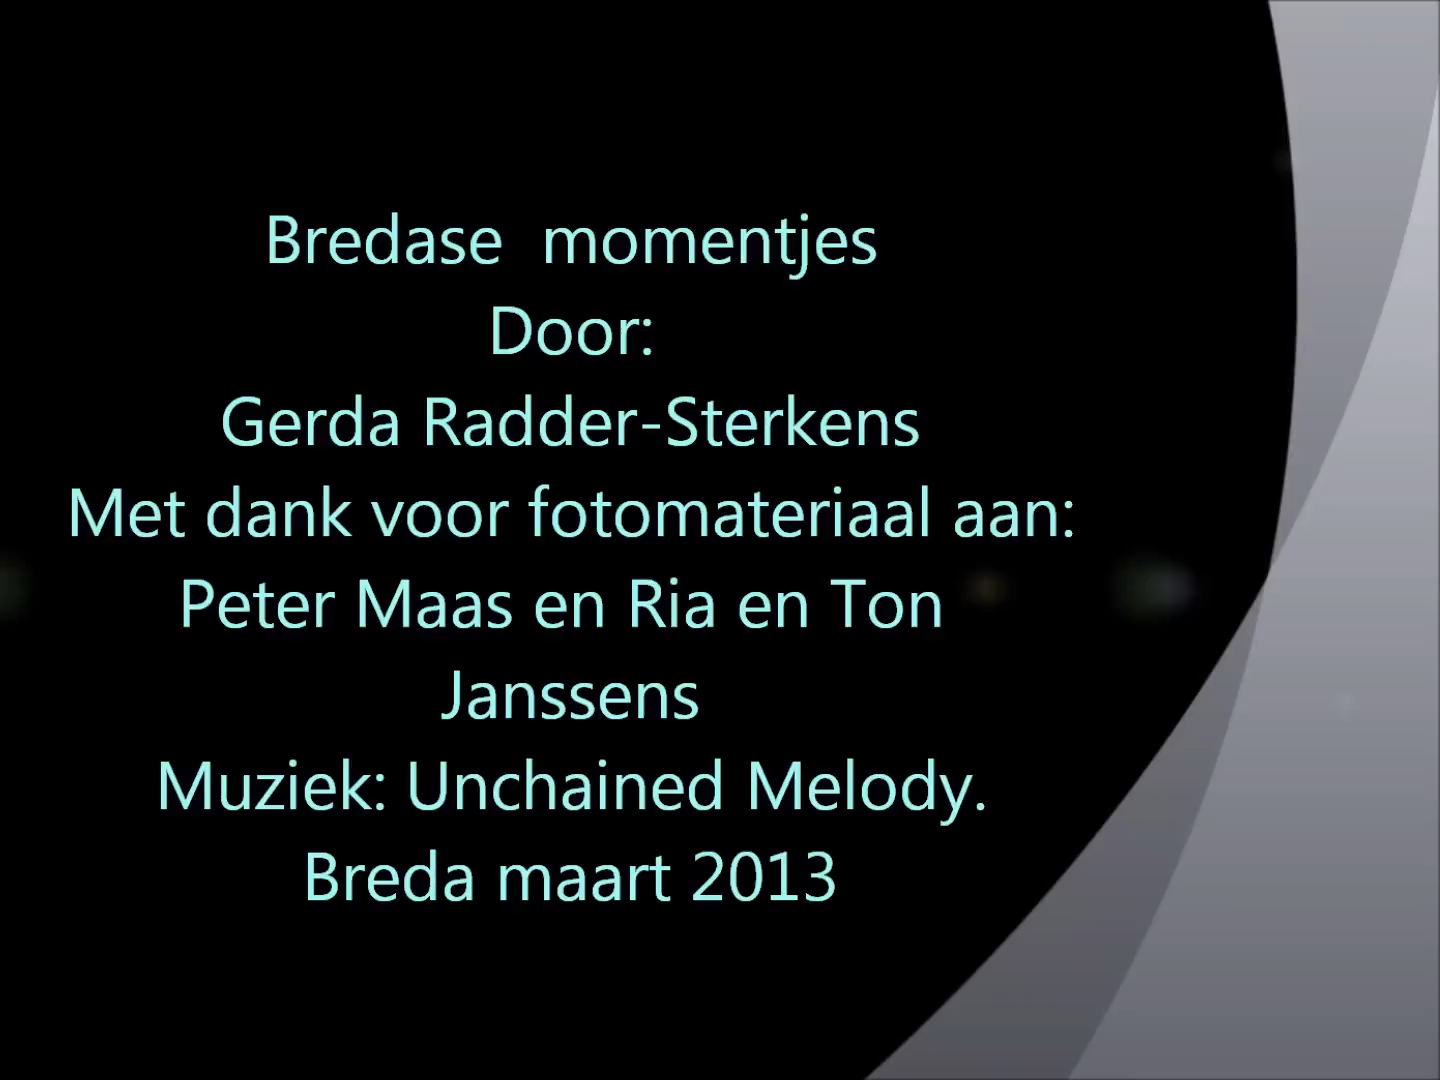 Bredase  momentjes
Door:
Gerda Radder-Sterkens
Met dank voor fotomateriaal aan:
Peter Maas en Ria en Ton
Janssens
Muziek: Unchained Melody.
Breda maart 2013